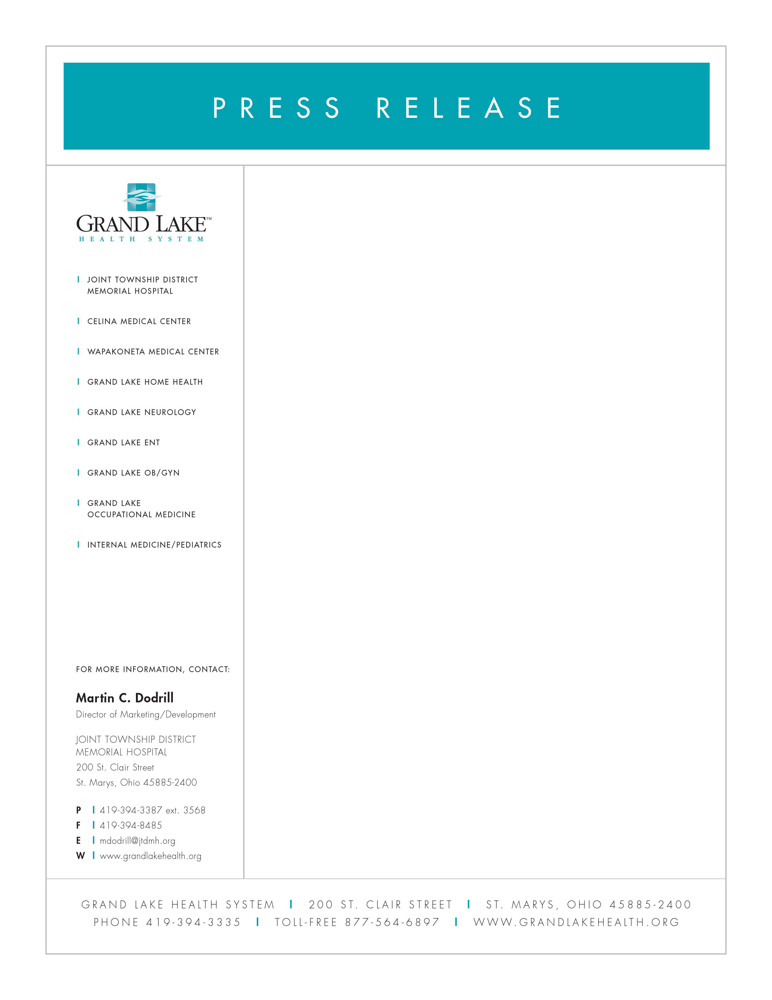 PRESS RELEASE
GRAND LAKE™
HEALTH SYSTEM
JOINT TOWNSHIP DISTRICT
MEMORIAL HOSPITAL
CELINA MEDICAL CENTER
WAPAKONETA MEDICAL CENTER
GRAND LAKE HOME HEALTH
GRAND LAKE NEUROLOGY
GRAND LAKE ENT
GRAND LAKE OB/GYN
GRAND LAKE
OCCUPATIONAL MEDICINE
INTERNAL MEDICINE/PEDIATRICS
FOR MORE INFORMATION, CONTACT:
Martin C. Dodrill
Director of Marketing/Development
JOINT TOWNSHIP DISTRICT
MEMORIAL HOSPITAL
200 St. Clair Street
St. Marys, Ohio 45885-2400
P | 419-394-3387 ext. 3568
F | 419-394-8485
E | mdodrill@jtdmh.org
W | www.grandlakehealth.org
GRAND LAKE HEALTH SYSTEM | 200 ST. CLAIR STREET | ST. MARYS, OHIO 45885-2400
PHONE 419-394-3335 | TOLL-FREE 877-564-6897 | WWW.GRANDLAKEHEALTH.ORG